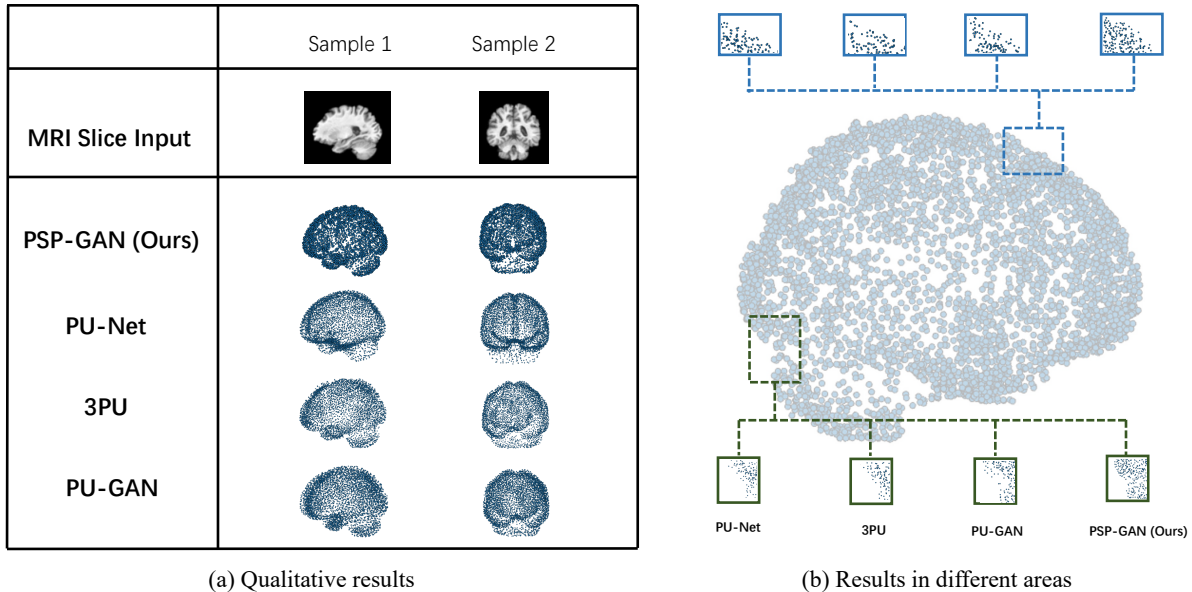 Sample 1 Sample 2
MRI Slice Input
PSP-GAN (Ours)
PU-Net
3PU
PU-GAN
(a) Qualitative results
PU-Net 3PU PU-GAN PSP-GAN (Ours)
(b) Results in different areas